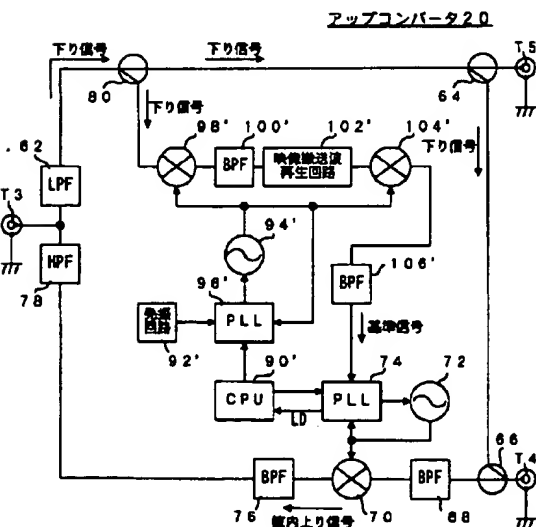 アップコンバータ20
下り信号
下り信号
T5
80
64
下り信号
98'
100'
102'
104'
下り信号
.62
BPF
映像搬送波
再生回路
LPF
T3
94'
HPF
106'
BPF
78
96'
発振
回路
PLL
基準信号
92'
90'
74
72
CPU
PLL
LD
66
T4
BPF
BPF
76
70
68
館内上り信号